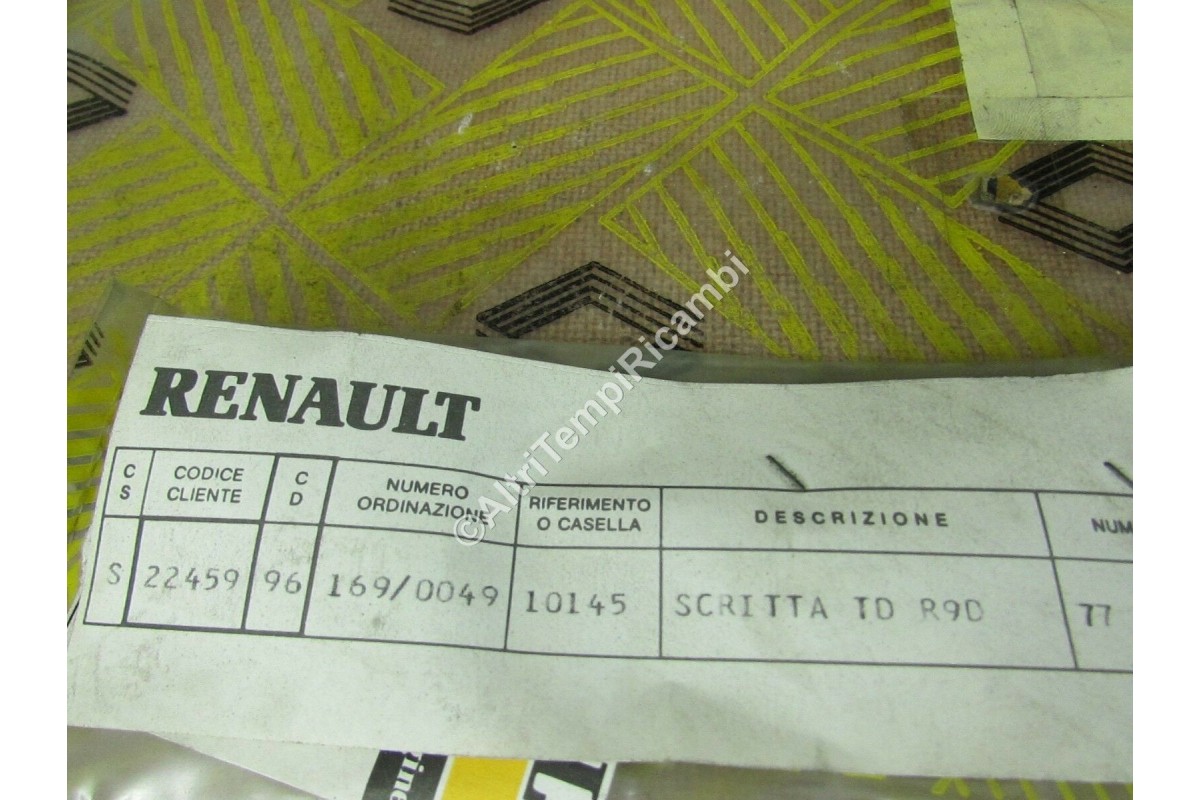 RENAULT
C S CODICE CLIENTE C D NUMERO ORDINAZIONE RIFERIMENTO O CASELLA DESCRIZIONE
S 22459 96 169/0049 10145 SCRITTA TD R9D 77
©AltriTempiRicambi